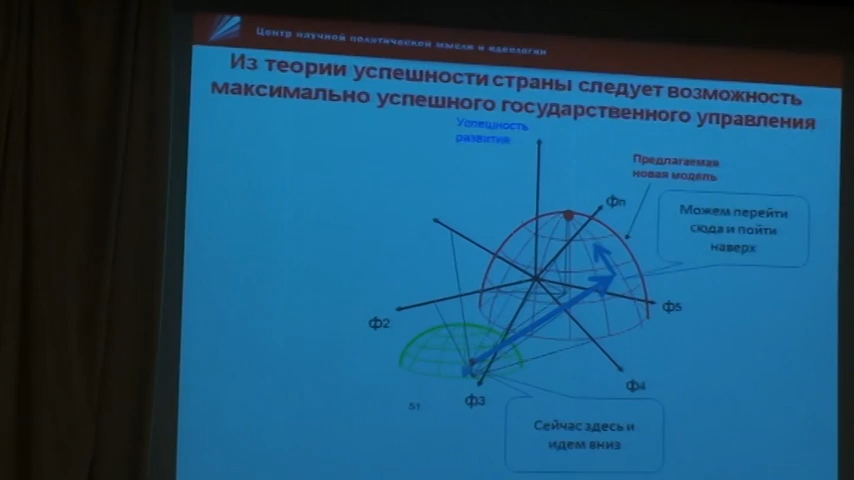 Центр научной политической мысли и идеологии
Из теории успешности страны следует возможность
максимально успешного государственного управления
Успешность
развития
Предлагаемая
новая модель
фn
Можем перейти
сюда и пойти
наверх
ф5
ф2
ф4
ф3
51
Сейчас здесь и
идем вниз